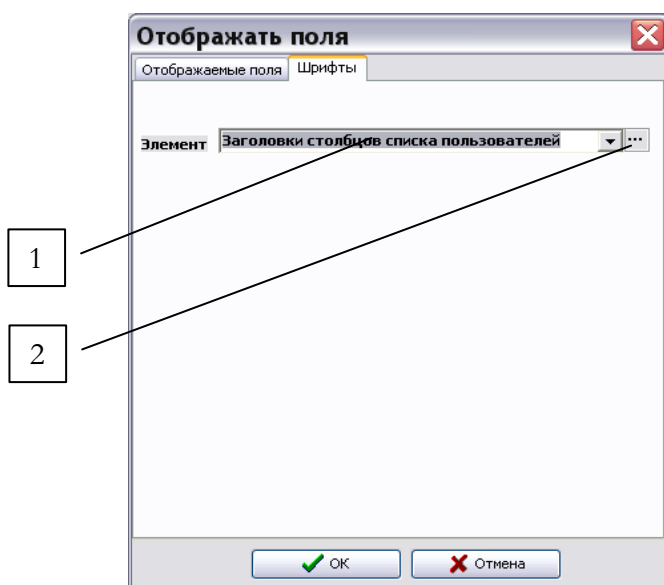 Отображать поля
Отображаемые поля Шрифты
Элемент Заголовки столбцов списка пользователей ...
1
2
OK Отмена